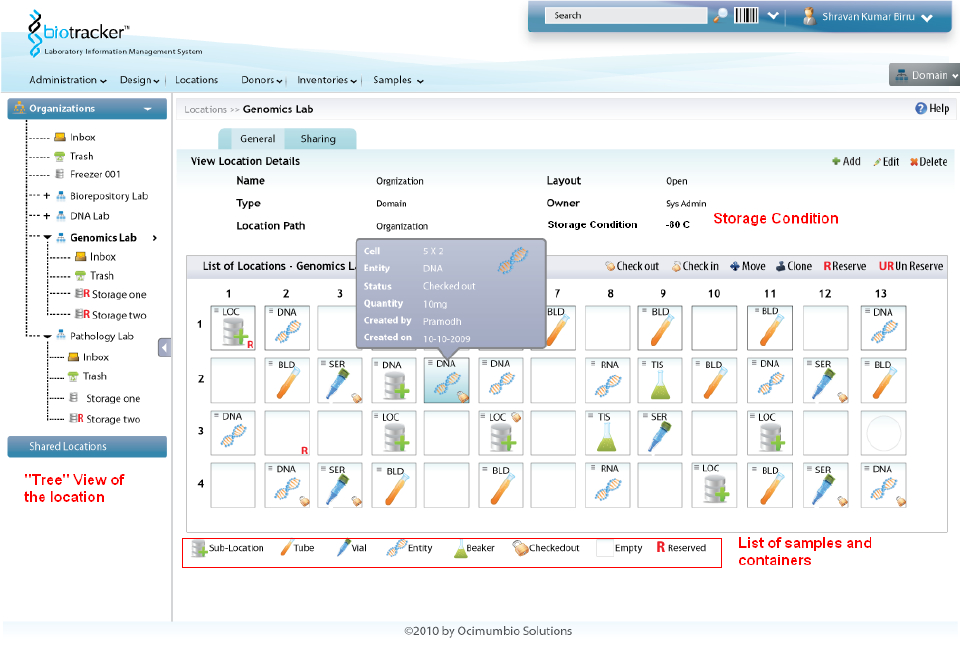 biotracker™
Laboratory Information Management System
Search
Shravan Kumar Birru
Administration Design Locations Donors Inventories Samples
Domain
Organizations
Inbox
Trash
Freezer 001
+ Biorepository Lab
+ DNA Lab
Genomics Lab
Inbox
Trash
R Storage one
R Storage two
Pathology Lab
Inbox
Trash
Storage one
R Storage two
Shared Locations
"Tree" View of
the location
Locations >> Genomics Lab
Help
General Sharing
View Location Details
Add Edit Delete
Name Orgnization Layout Open
Type Domain Owner Sys Admin
Location Path Organization Storage Condition -80 C
Storage Condition
List of Locations - Genomics L
Check out Check in Move Clone R Reserve UR Un Reserve
Cell 5 X 2
Entity DNA
Status Checked out
Quantity 10mg
Created by Pramodh
Created on 10-10-2009
1 2 3 7 8 9 10 11 12 13
1 LOC R DNA BLD BLD BLD DNA
2 BLD SER DNA DNA DNA RNA TIS BLD DNA SER BLD
3 DNA R LOC LOC TIS SER LOC
4 DNA SER BLD BLD RNA LOC BLD SER DNA
Sub-Location Tube Vial Entity Beaker Checkedout Empty R Reserved
List of samples and
containers
©2010 by Ocimumbio Solutions